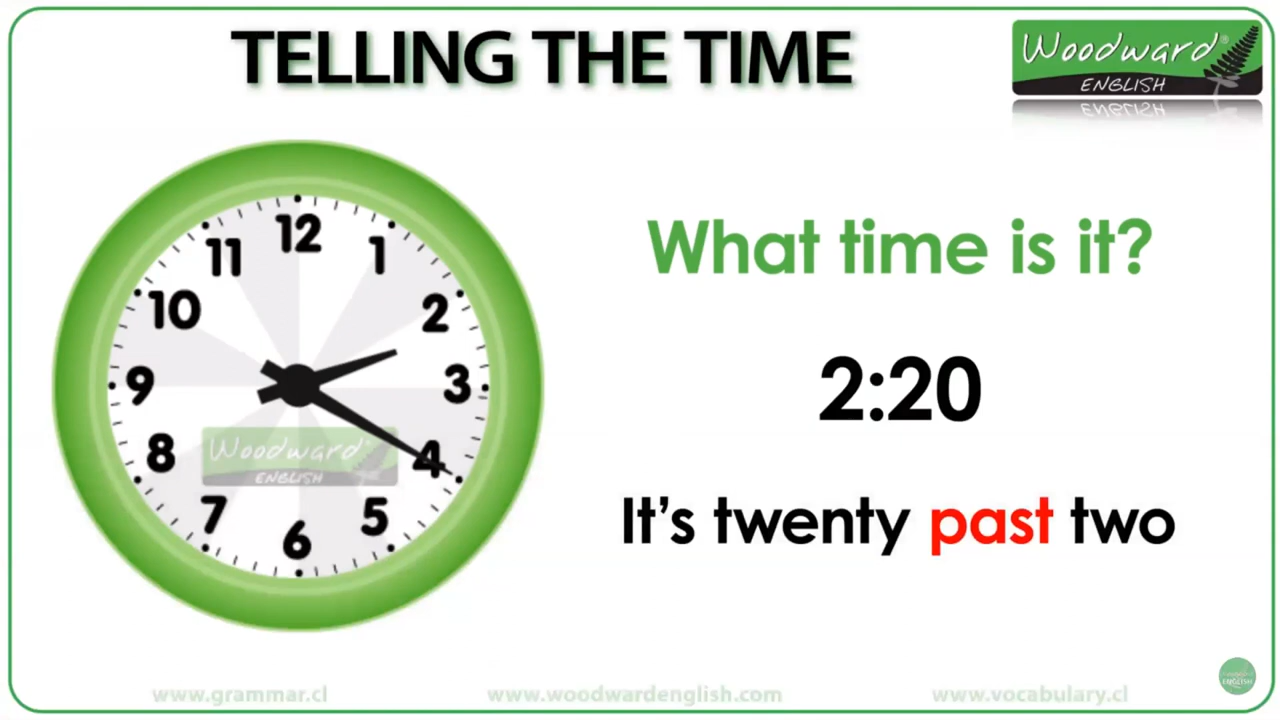 TELLING THE TIME
Woodward®
ENGLISH
What time is it?
2:20
It's twenty past two
12
11
1
10
2
9
3
8
4
7
5
6
Woodward
ENGLISH
www.grammar.cl
www.woodwardenglish.com
www.vocabulary.cl
ENGLISH